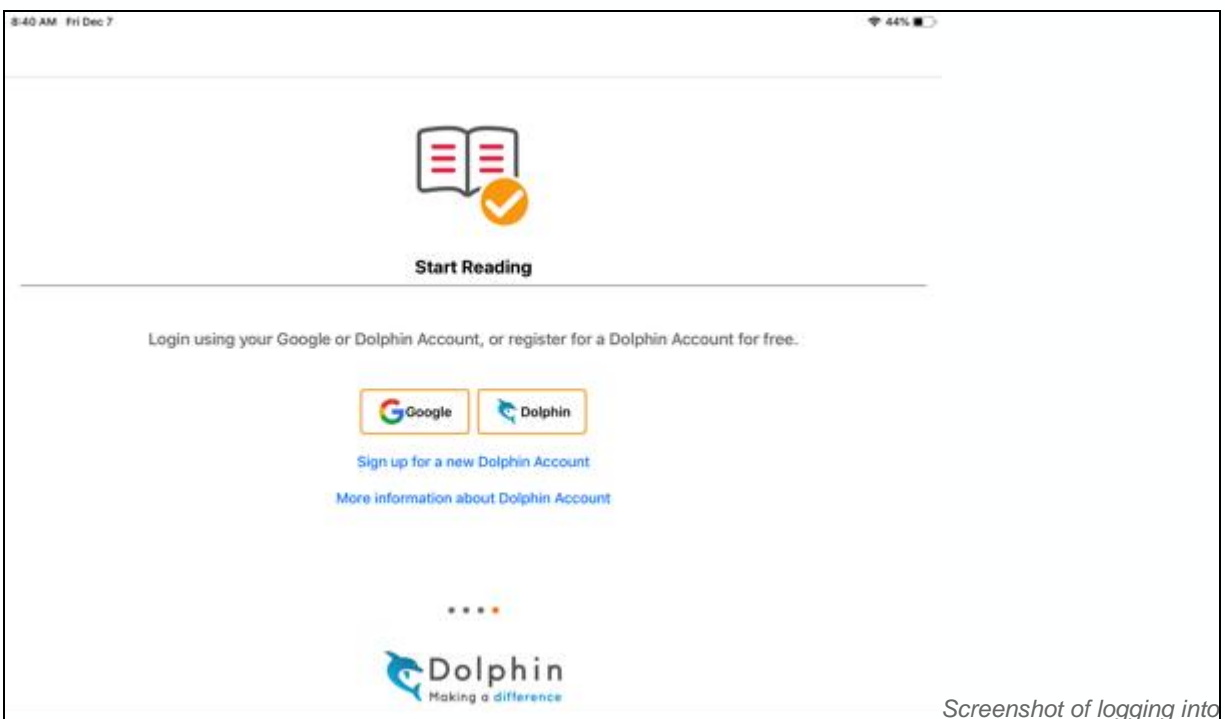 8:40 AM Fri Dec 7 44%
Start Reading
Login using your Google or Dolphin Account, or register for a Dolphin Account for free.
Google Dolphin
Sign up for a new Dolphin Account
More information about Dolphin Account
Dolphin
Making a difference
Screenshot of logging into